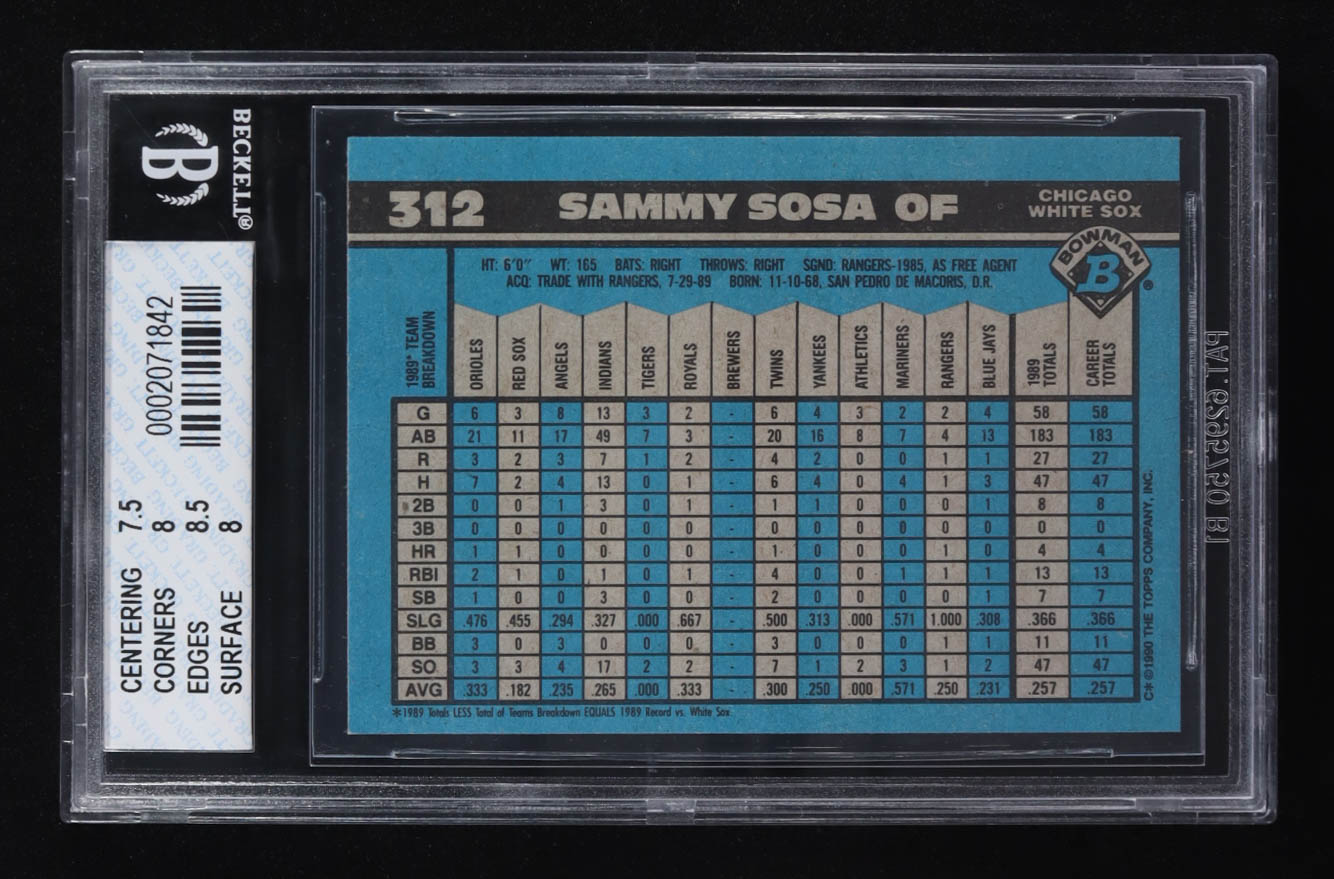 BECKETT®
B
0002071842
CENTERING 7.5
CORNERS 8
EDGES 8.5
SURFACE 8
312 SAMMY SOSA OF CHICAGO WHITE SOX
BOWMAN B ®
HT: 6'0" WT: 165 BATS: RIGHT THROWS: RIGHT SGND: RANGERS-1985, AS FREE AGENT
ACQ: TRADE WITH RANGERS, 7-29-89 BORN: 11-10-68, SAN PEDRO DE MACORIS, D.R.
1989* TEAM BREAKDOWN ORIOLES RED SOX ANGELS INDIANS TIGERS ROYALS BREWERS TWINS YANKEES ATHLETICS MARINERS RANGERS BLUE JAYS 1989 TOTALS CAREER TOTALS
G 6 3 8 13 3 2 - 6 4 3 2 2 4 58 58
AB 21 11 17 49 7 3 - 20 16 8 7 4 13 183 183
R 3 2 3 7 1 2 - 4 2 0 0 1 1 27 27
H 7 2 4 13 0 1 - 6 4 0 4 1 3 47 47
2B 0 0 1 3 0 1 - 1 1 0 0 0 1 8 8
3B 0 0 0 0 0 0 - 0 0 0 0 0 0 0 0
HR 1 1 0 0 0 0 - 1 0 0 0 1 0 4 4
RBI 2 1 0 1 0 1 - 4 0 0 1 1 1 13 13
SB 1 0 0 3 0 0 - 2 0 0 0 0 1 7 7
SLG .476 .455 .294 .327 .000 .667 - .500 .313 .000 .571 1.000 .308 .366 .366
BB 3 0 3 0 0 0 - 3 0 0 0 1 1 11 11
SO 3 3 4 17 2 2 - 7 1 2 3 1 2 47 47
AVG .333 .182 .235 .265 .000 .333 - .300 .250 .000 .571 .250 .231 .257 .257
*1989 Totals LESS Total of Teams Breakdown EQUALS 1989 Record vs. White Sox.
C* ©1990 THE TOPPS COMPANY, INC.
PAT. 6295750 B1